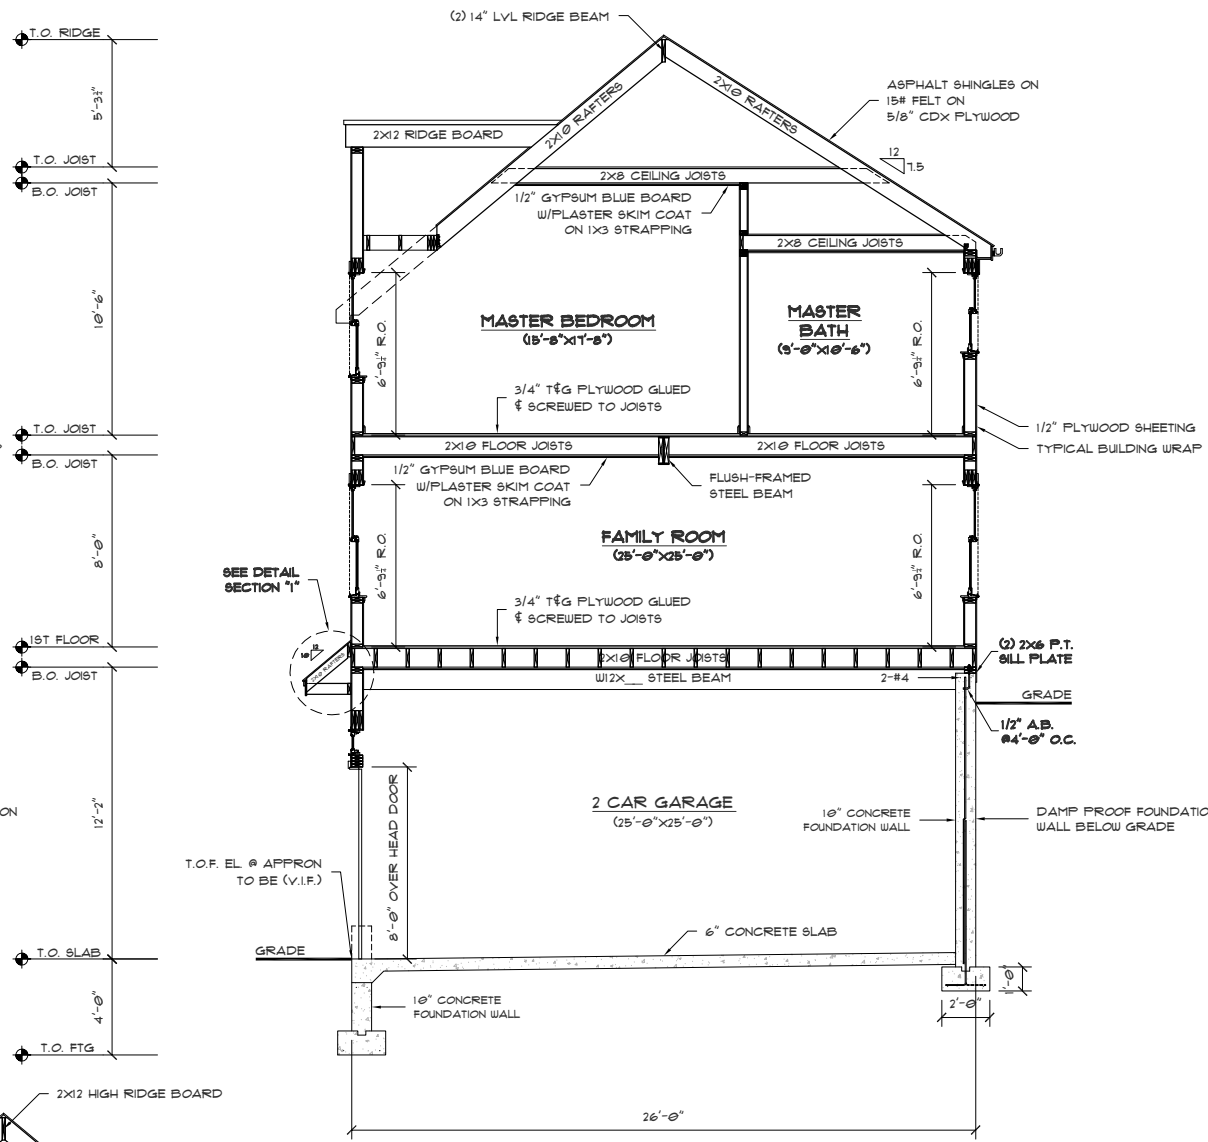 (2) 14" LVL RIDGE BEAM
T.O. RIDGE
5'-3¾"
2X10 RAFTERS
2X10 RAFTERS
ASPHALT SHINGLES ON
15# FELT ON
5/8" CDX PLYWOOD
2X12 RIDGE BOARD
12
7.5
T.O. JOIST
B.O. JOIST
2X8 CEILING JOISTS
1/2" GYPSUM BLUE BOARD
W/PLASTER SKIM COAT
ON 1X3 STRAPPING
2X8 CEILING JOISTS
10'-6"
MASTER BEDROOM
(15'-8"X17'-8")
MASTER
BATH
(9'-0"X10'-6")
6'-9½" R.O.
6'-9½" R.O.
3/4" T&G PLYWOOD GLUED
& SCREWED TO JOISTS
1/2" PLYWOOD SHEETING
TYPICAL BUILDING WRAP
T.O. JOIST
B.O. JOIST
2X10 FLOOR JOISTS
2X10 FLOOR JOISTS
1/2" GYPSUM BLUE BOARD
W/PLASTER SKIM COAT
ON 1X3 STRAPPING
FLUSH-FRAMED
STEEL BEAM
8'-0"
FAMILY ROOM
(25'-0"X25'-0")
6'-9½" R.O.
6'-9½" R.O.
SEE DETAIL
SECTION "1"
3/4" T&G PLYWOOD GLUED
& SCREWED TO JOISTS
1ST FLOOR
B.O. JOIST
12
10
2X10 RAFTERS
2X10 FLOOR JOISTS
W12X___ STEEL BEAM
2-#4
(2) 2X6 P.T.
SILL PLATE
GRADE
1/2" A.B.
@4'-0" O.C.
12'-2"
ON
8'-0" OVER HEAD DOOR
2 CAR GARAGE
(25'-0"X25'-0")
10" CONCRETE
FOUNDATION WALL
DAMP PROOF FOUNDATIO
WALL BELOW GRADE
T.O.F. EL @ APPRON
TO BE (V.I.F.)
GRADE
6" CONCRETE SLAB
T.O. SLAB
4'-0"
10" CONCRETE
FOUNDATION WALL
1'-0"
2'-0"
T.O. FTG
2X12 HIGH RIDGE BOARD
26'-0"